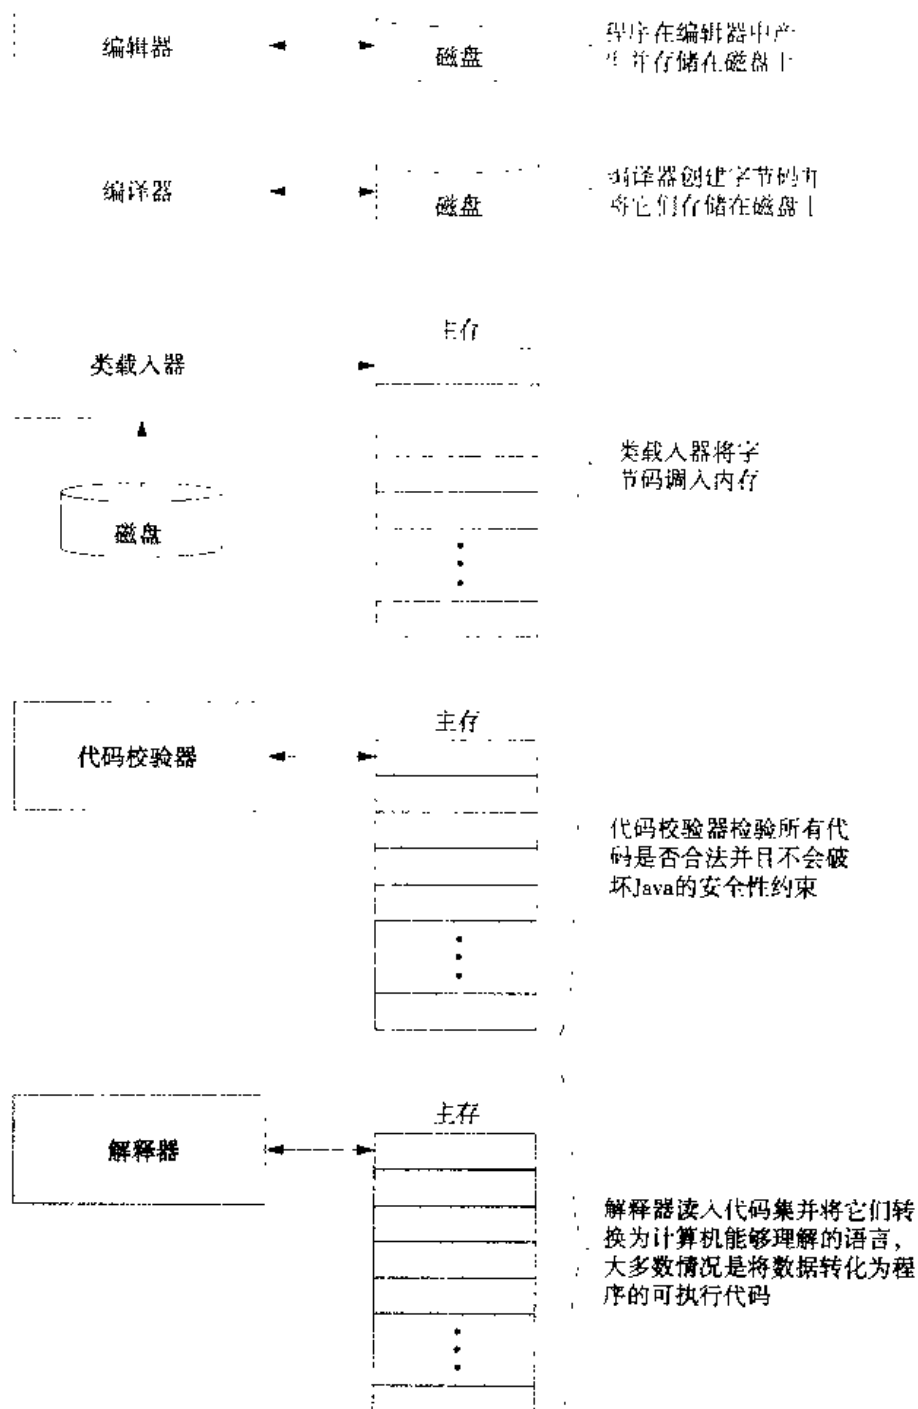 编辑器
磁盘
程序在编辑器中产
生并存储在磁盘上
编译器
磁盘
编译器创建字节码并
将它们存储在磁盘上
主存
类载入器
类载入器将字
节码调入内存
磁盘
主存
代码校验器
代码校验器检验所有代
码是否合法并且不会破
坏Java的安全性约束
主存
解释器
解释器读入代码集并将它们转
换为计算机能够理解的语言,
大多数情况是将数据转化为程
序的可执行代码